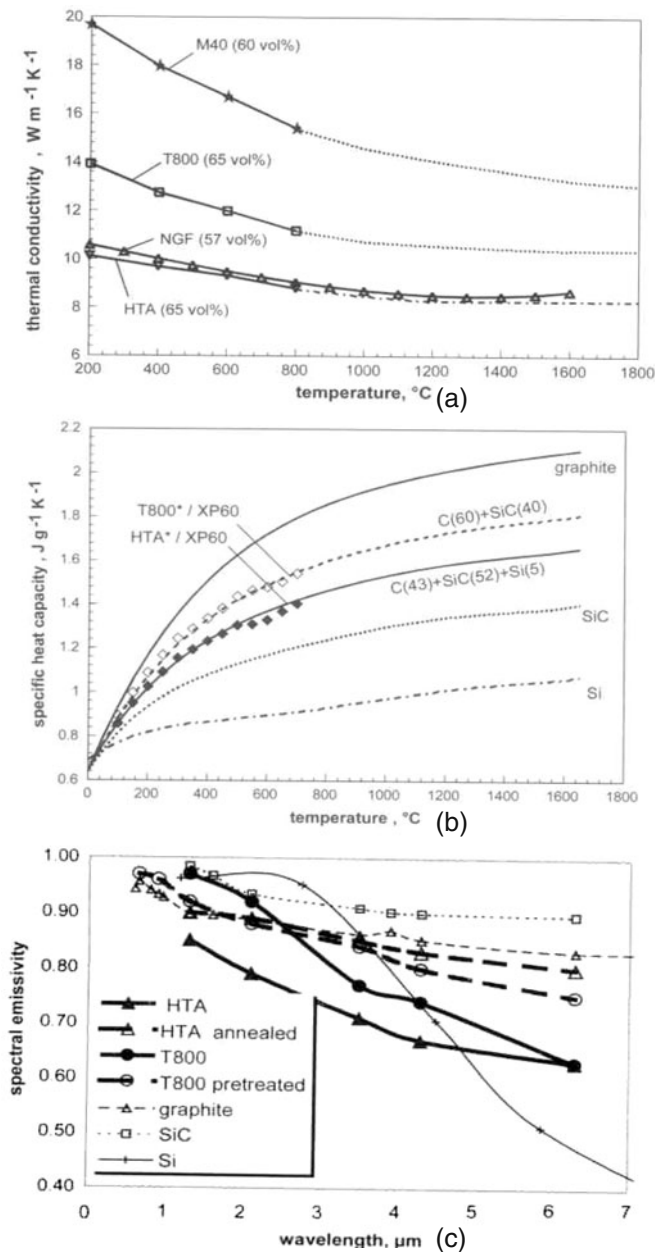 20
18
16
14
12
10
8
6
thermal conductivity , W m⁻¹ K⁻¹
M40 (60 vol%)
T800 (65 vol%)
NGF (57 vol%)
HTA (65 vol%)
200 400 600 800 1000 1200 1400 1600 1800
temperature, °C
(a)
2.2
2
1.8
1.6
1.4
1.2
1
0.8
0.6
specific heat capacity , J g⁻¹ K⁻¹
graphite
T800* / XP60
HTA* / XP60
C(60)+SiC(40)
C(43)+SiC(52)+Si(5)
SiC
Si
0 200 400 600 800 1000 1200 1400 1600 1800
temperature , °C
(b)
1.00
0.90
0.80
0.70
0.60
0.50
0.40
spectral emissivity
HTA
HTA annealed
T800
T800 pretreated
graphite
SiC
Si
0 1 2 3 4 5 6 7
wavelength, µm
(c)